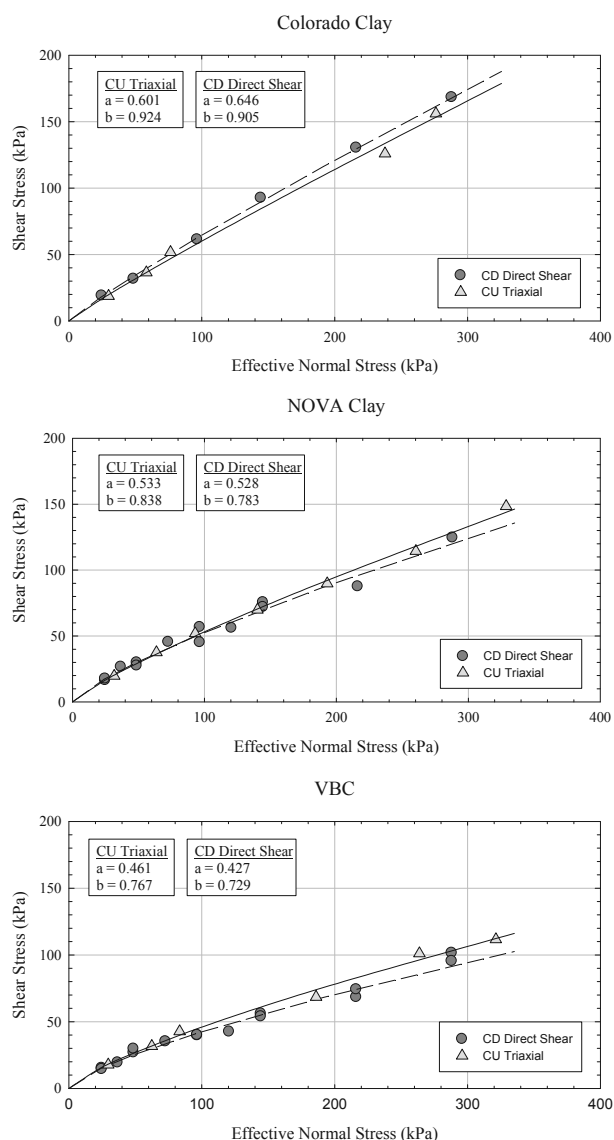 Colorado Clay
200
150
100
50
0
Shear Stress (kPa)
CU Triaxial
a = 0.601
b = 0.924
CD Direct Shear
a = 0.646
b = 0.905
CD Direct Shear
CU Triaxial
0 100 200 300 400
Effective Normal Stress (kPa)
NOVA Clay
200
150
100
50
0
Shear Stress (kPa)
CU Triaxial
a = 0.533
b = 0.838
CD Direct Shear
a = 0.528
b = 0.783
CD Direct Shear
CU Triaxial
0 100 200 300 400
Effective Normal Stress (kPa)
VBC
200
150
100
50
0
Shear Stress (kPa)
CU Triaxial
a = 0.461
b = 0.767
CD Direct Shear
a = 0.427
b = 0.729
CD Direct Shear
CU Triaxial
0 100 200 300 400
Effective Normal Stress (kPa)